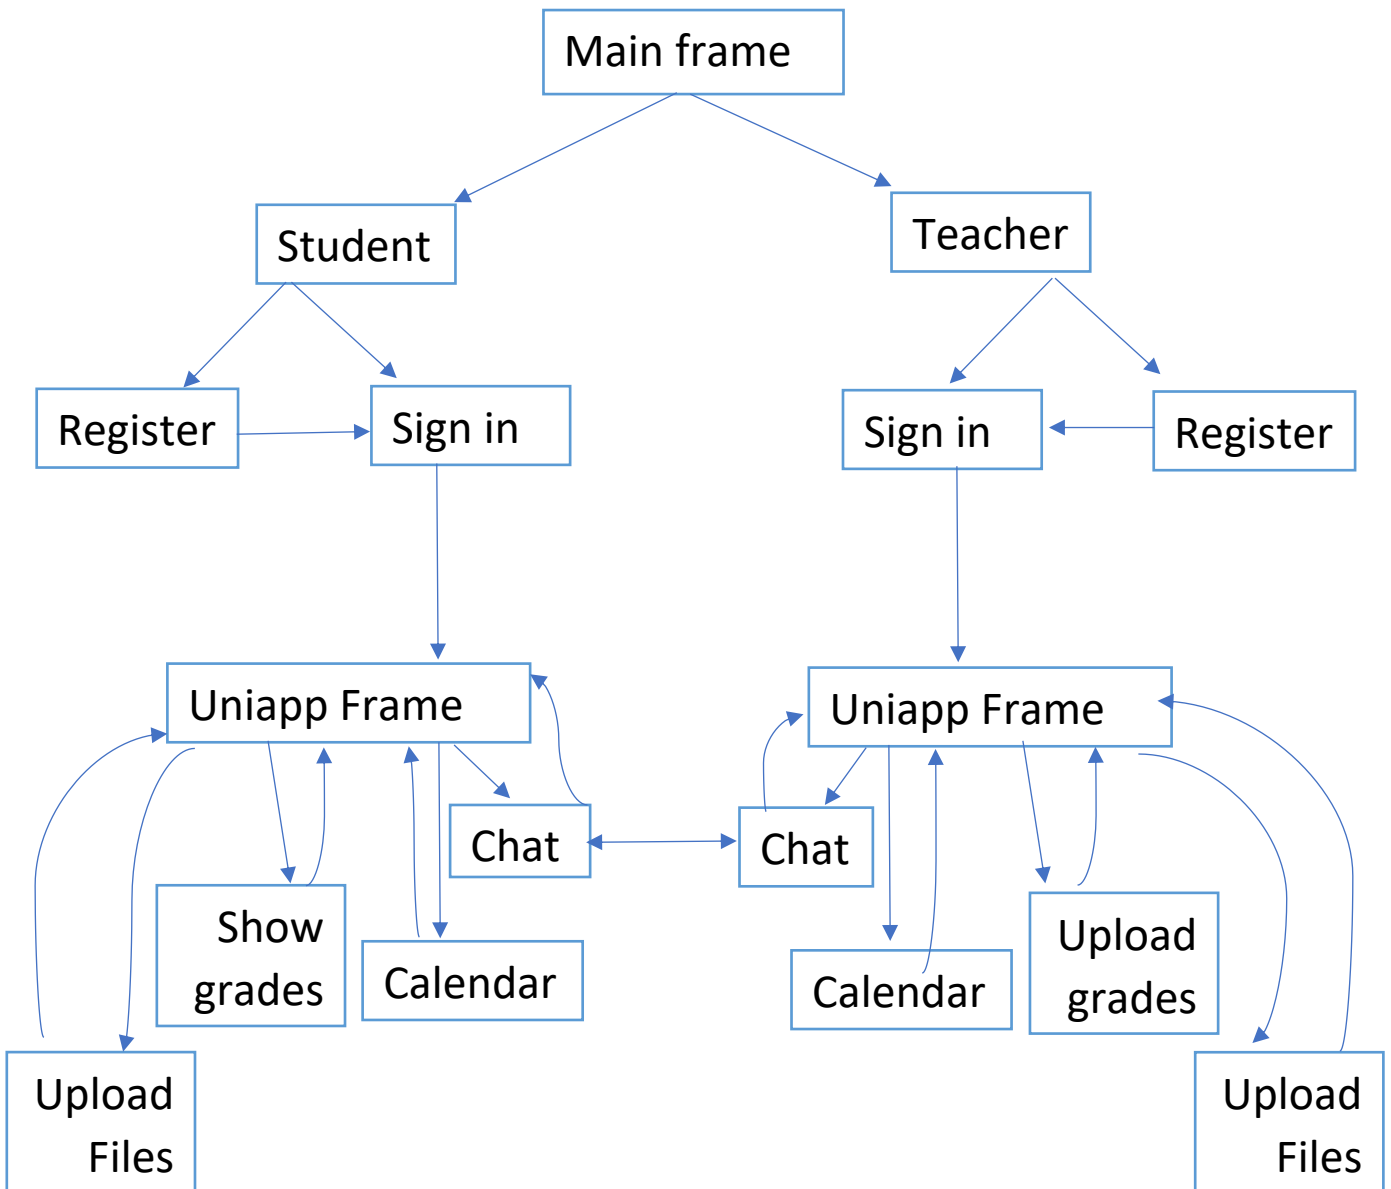 Main frame
Student
Teacher
Register
Sign in
Sign in
Register
Uniapp Frame
Uniapp Frame
Chat
Chat
Show
grades
Calendar
Calendar
Upload
grades
Upload
Files
Upload
Files